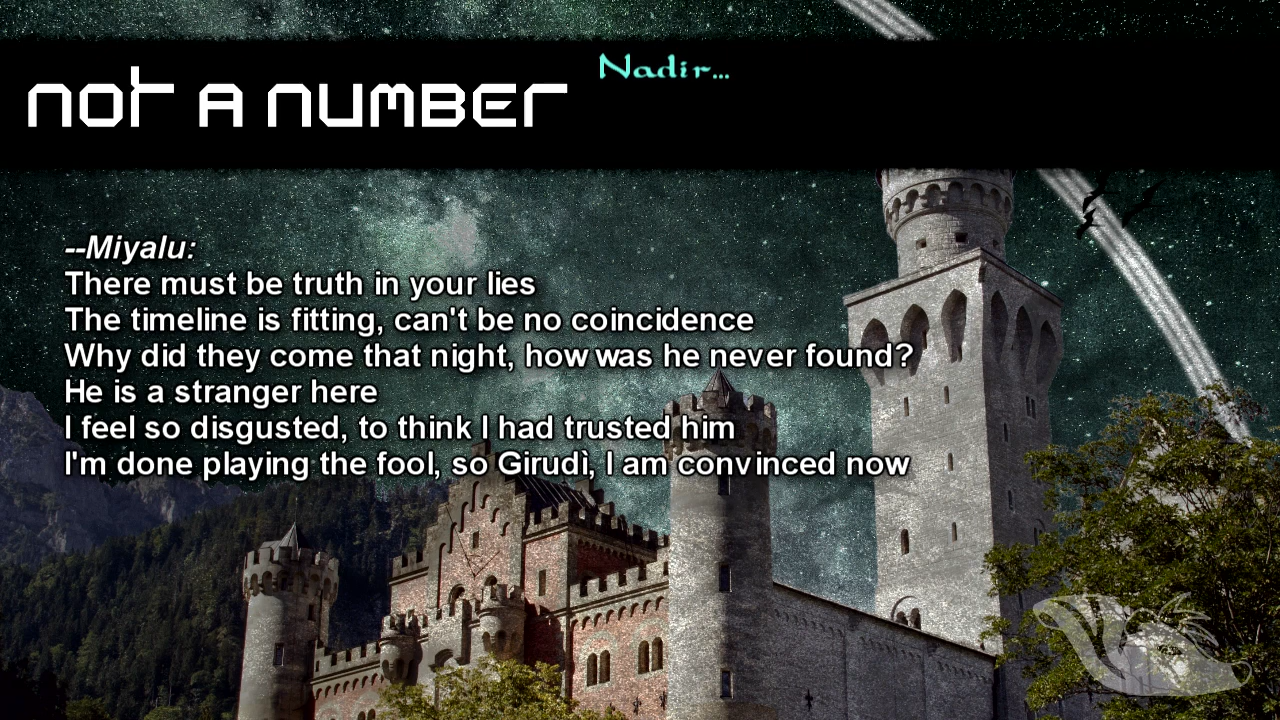 not a number
Nadir...
--Miyalu:
There must be truth in your lies
The timeline is fitting, can't be no coincidence
Why did they come that night, how was he never found?
He is a stranger here
I feel so disgusted, to think I had trusted him
I'm done playing the fool, so Girudì, I am convinced now